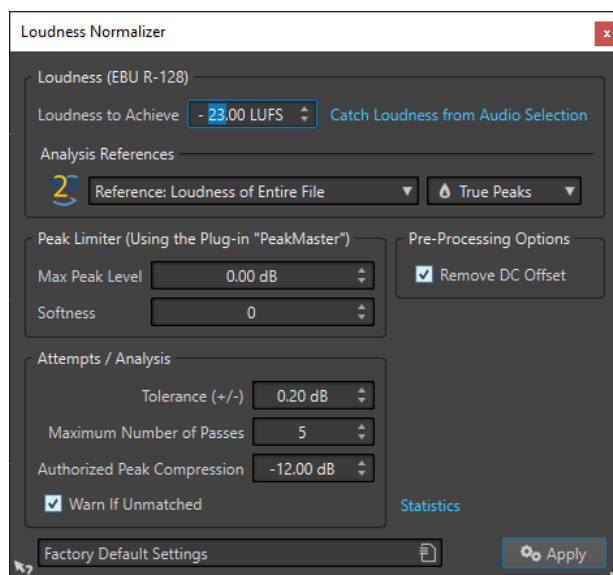 Loudness Normalizer
x
Loudness (EBU R-128)
Loudness to Achieve - 23.00 LUFS Catch Loudness from Audio Selection
Analysis References
2 Reference: Loudness of Entire File True Peaks
Peak Limiter (Using the Plug-in "PeakMaster") Pre-Processing Options
Max Peak Level 0.00 dB Remove DC Offset
Softness 0
Attempts / Analysis
Tolerance (+/-) 0.20 dB
Maximum Number of Passes 5
Authorized Peak Compression -12.00 dB
Warn If Unmatched Statistics
Factory Default Settings Apply
?